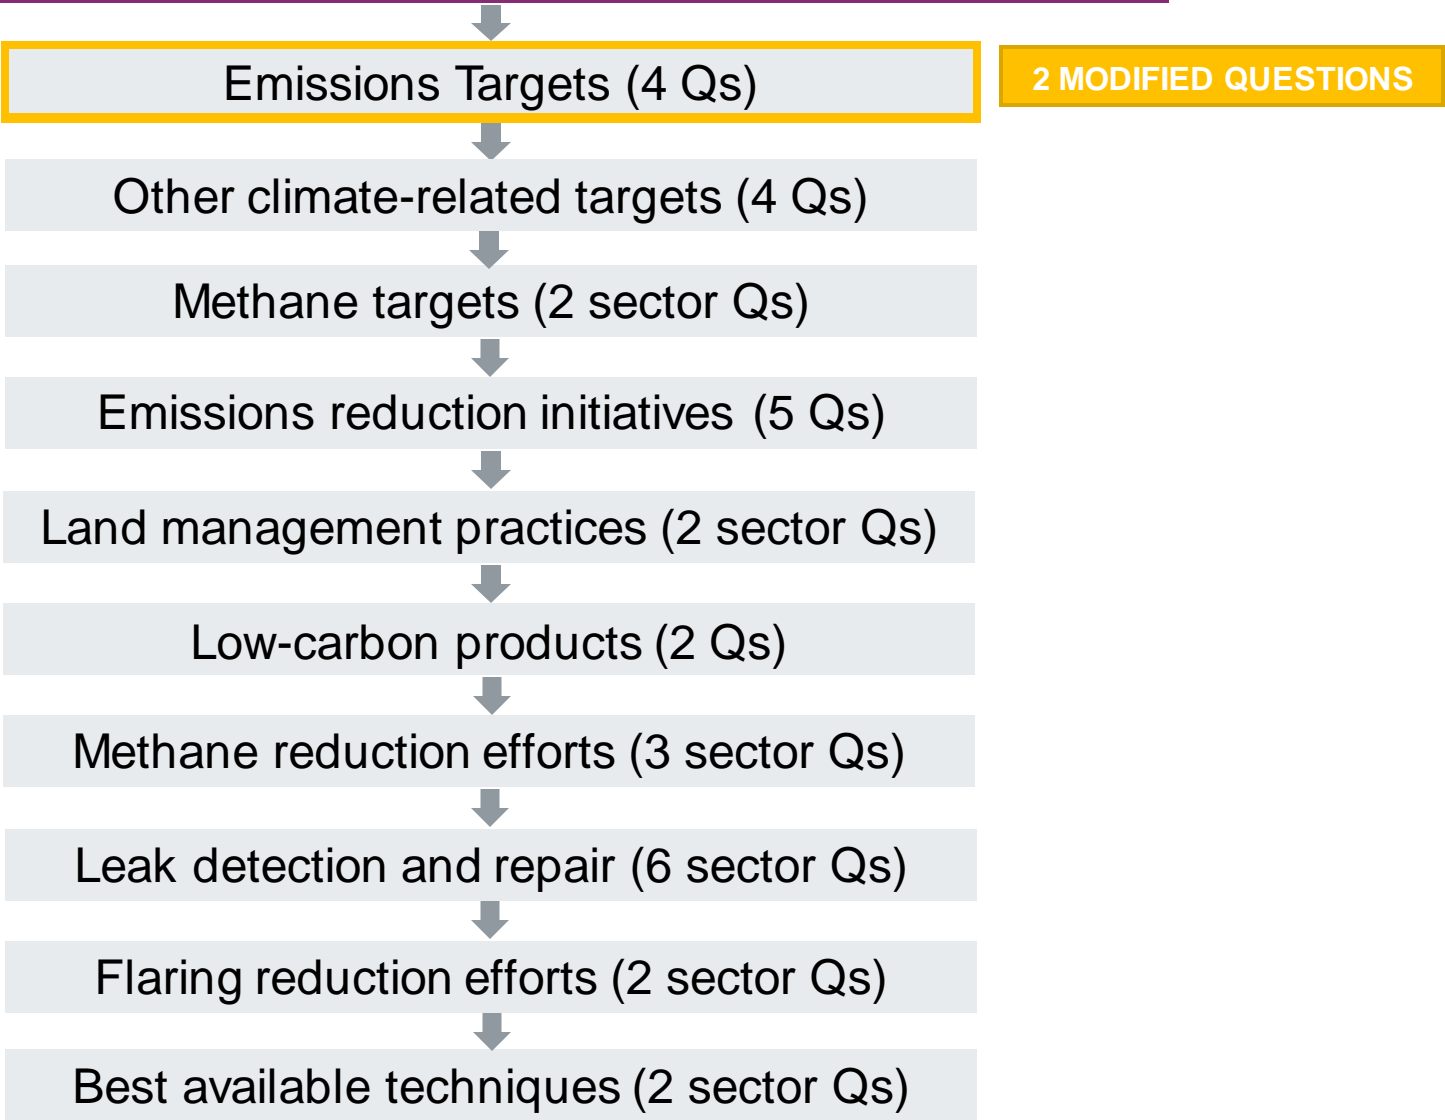 Emissions Targets (4 Qs)
2 MODIFIED QUESTIONS
Other climate-related targets (4 Qs)
Methane targets (2 sector Qs)
Emissions reduction initiatives (5 Qs)
Land management practices (2 sector Qs)
Low-carbon products (2 Qs)
Methane reduction efforts (3 sector Qs)
Leak detection and repair (6 sector Qs)
Flaring reduction efforts (2 sector Qs)
Best available techniques (2 sector Qs)